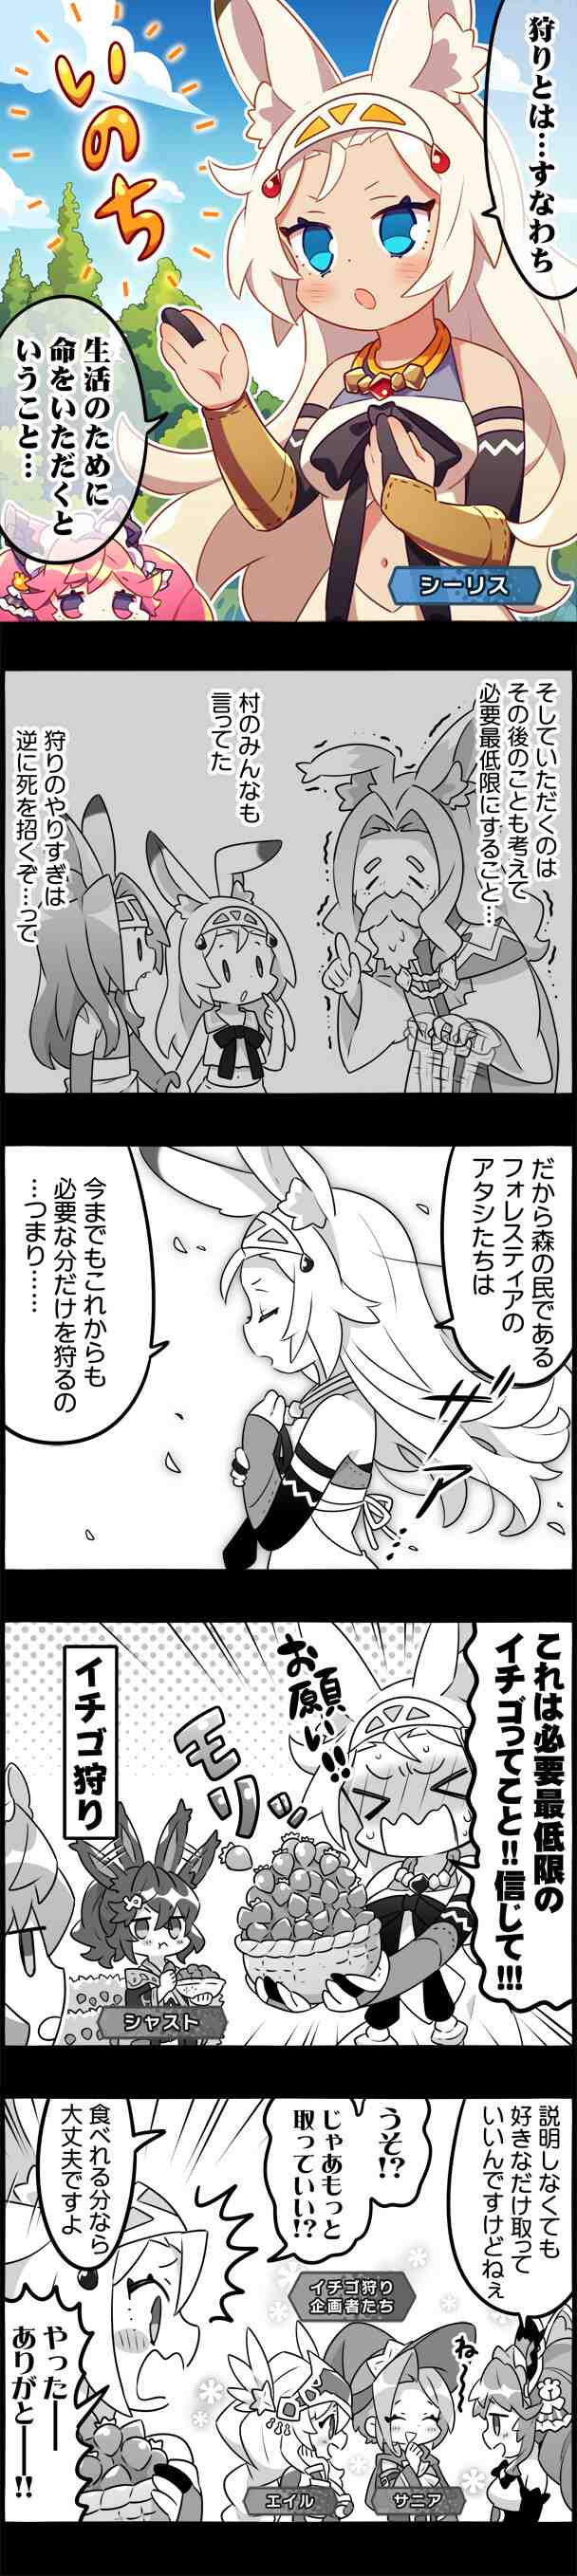 狩りとは…すなわち
いのち
生活のために
命をいただくと
いうこと…
シーリス
そしていただくのは
その後のことも考えて
必要最低限にすること…
村のみんなも
言ってた
狩りのやりすぎは
逆に死を招くぞ…って
だから森の民である
フォレスティアの
アタシたちは
ザァ
今までもこれからも
必要な分だけを狩るの
…つまり……
これは必要最低限の
イチゴってこと!!信じて!!!
お願い!!
モリッ
イチゴ狩り
シャスト
説明しなくても
好きなだけ取って
いいんですけどねぇ
うそ!?
じゃあもっと
取っていい!?
イチゴ狩り
企画者たち
ね〜
エイル
サニア
食べれる分なら
大丈夫ですよ
やったー
ありがとー!!